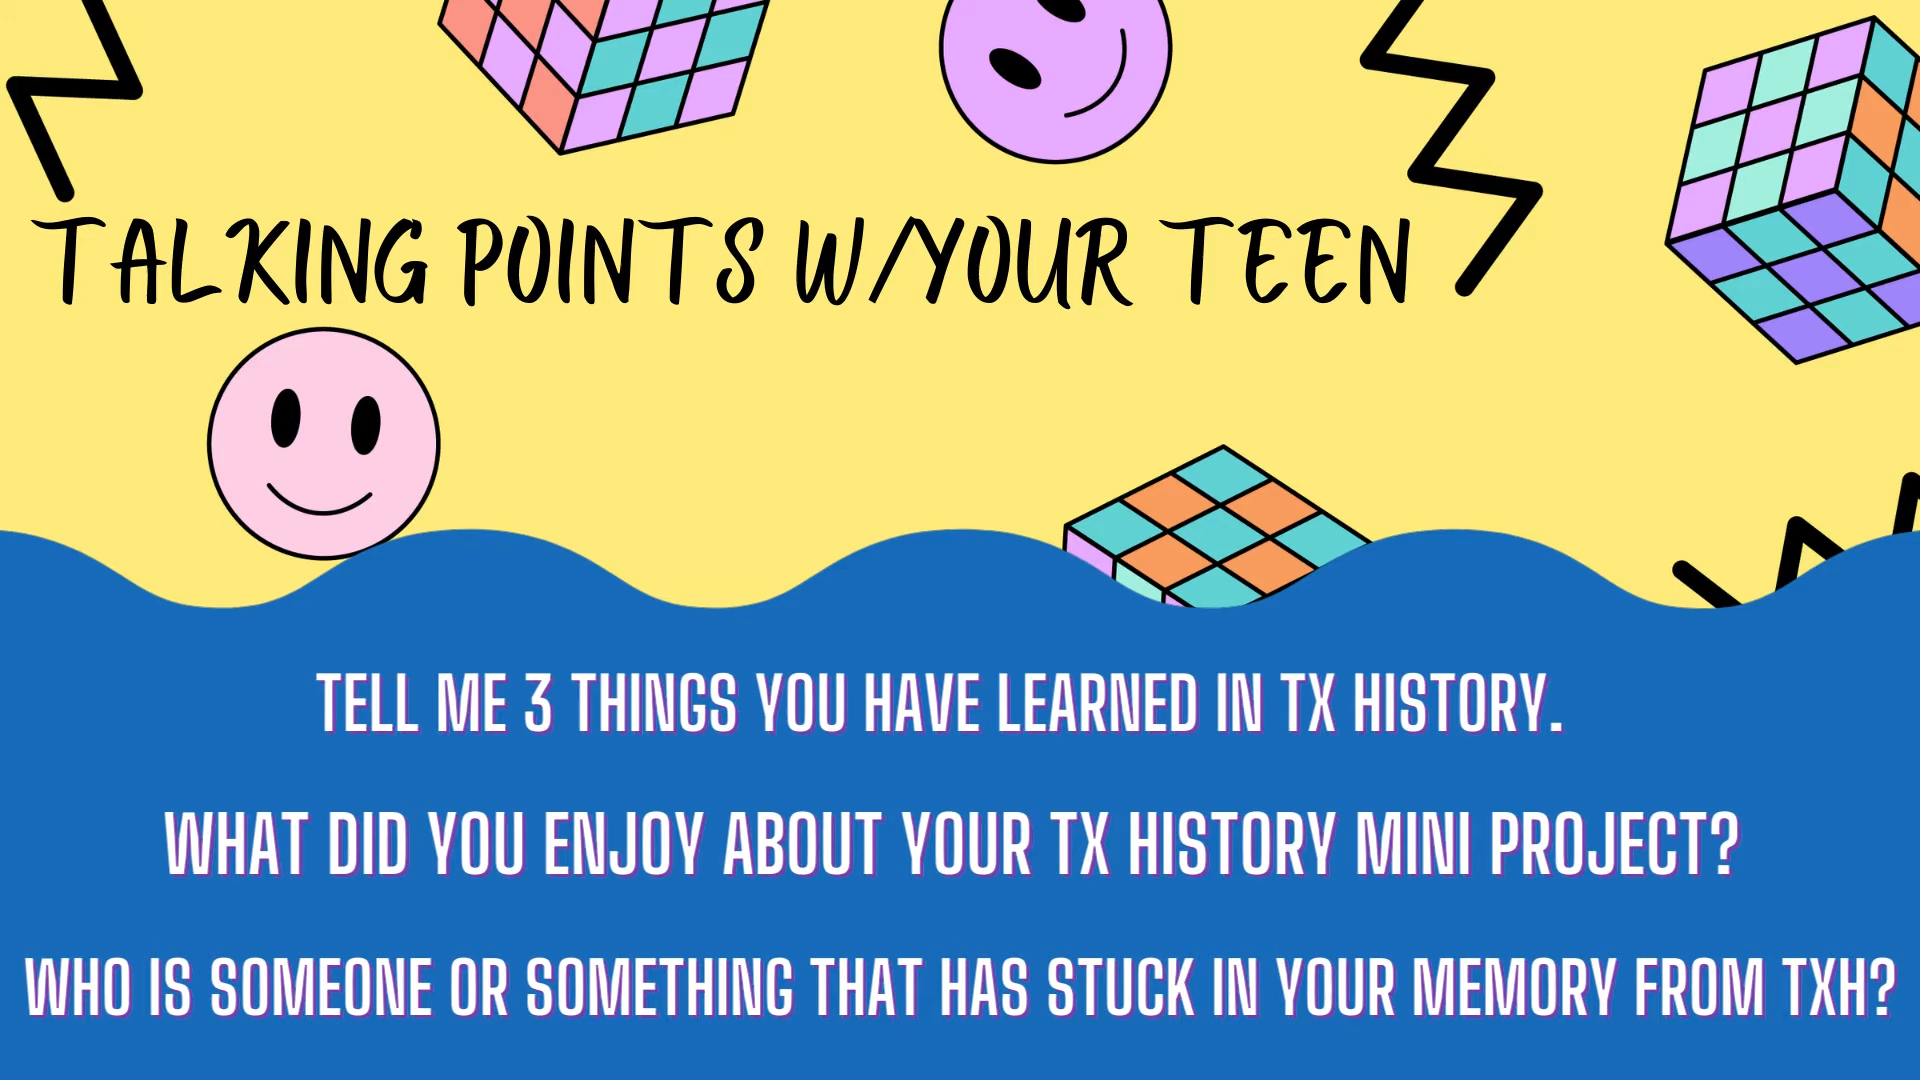 TALKING POINTS W/YOUR TEEN
TELL ME 3 THINGS YOU HAVE LEARNED IN TX HISTORY.
WHAT DID YOU ENJOY ABOUT YOUR TX HISTORY MINI PROJECT?
WHO IS SOMEONE OR SOMETHING THAT HAS STUCK IN YOUR MEMORY FROM TXH?